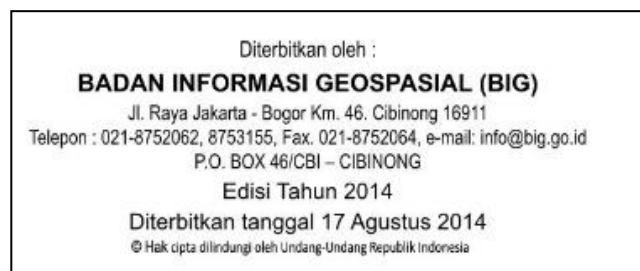 Diterbitkan oleh :
BADAN INFORMASI GEOSPASIAL (BIG)
Jl. Raya Jakarta - Bogor Km. 46. Cibinong 16911
Telepon : 021-8752062, 8753155, Fax. 021-8752064, e-mail: info@big.go.id
P.O. BOX 46/CBI – CIBINONG
Edisi Tahun 2014
Diterbitkan tanggal 17 Agustus 2014
© Hak cipta dilindungi oleh Undang-Undang Republik Indonesia